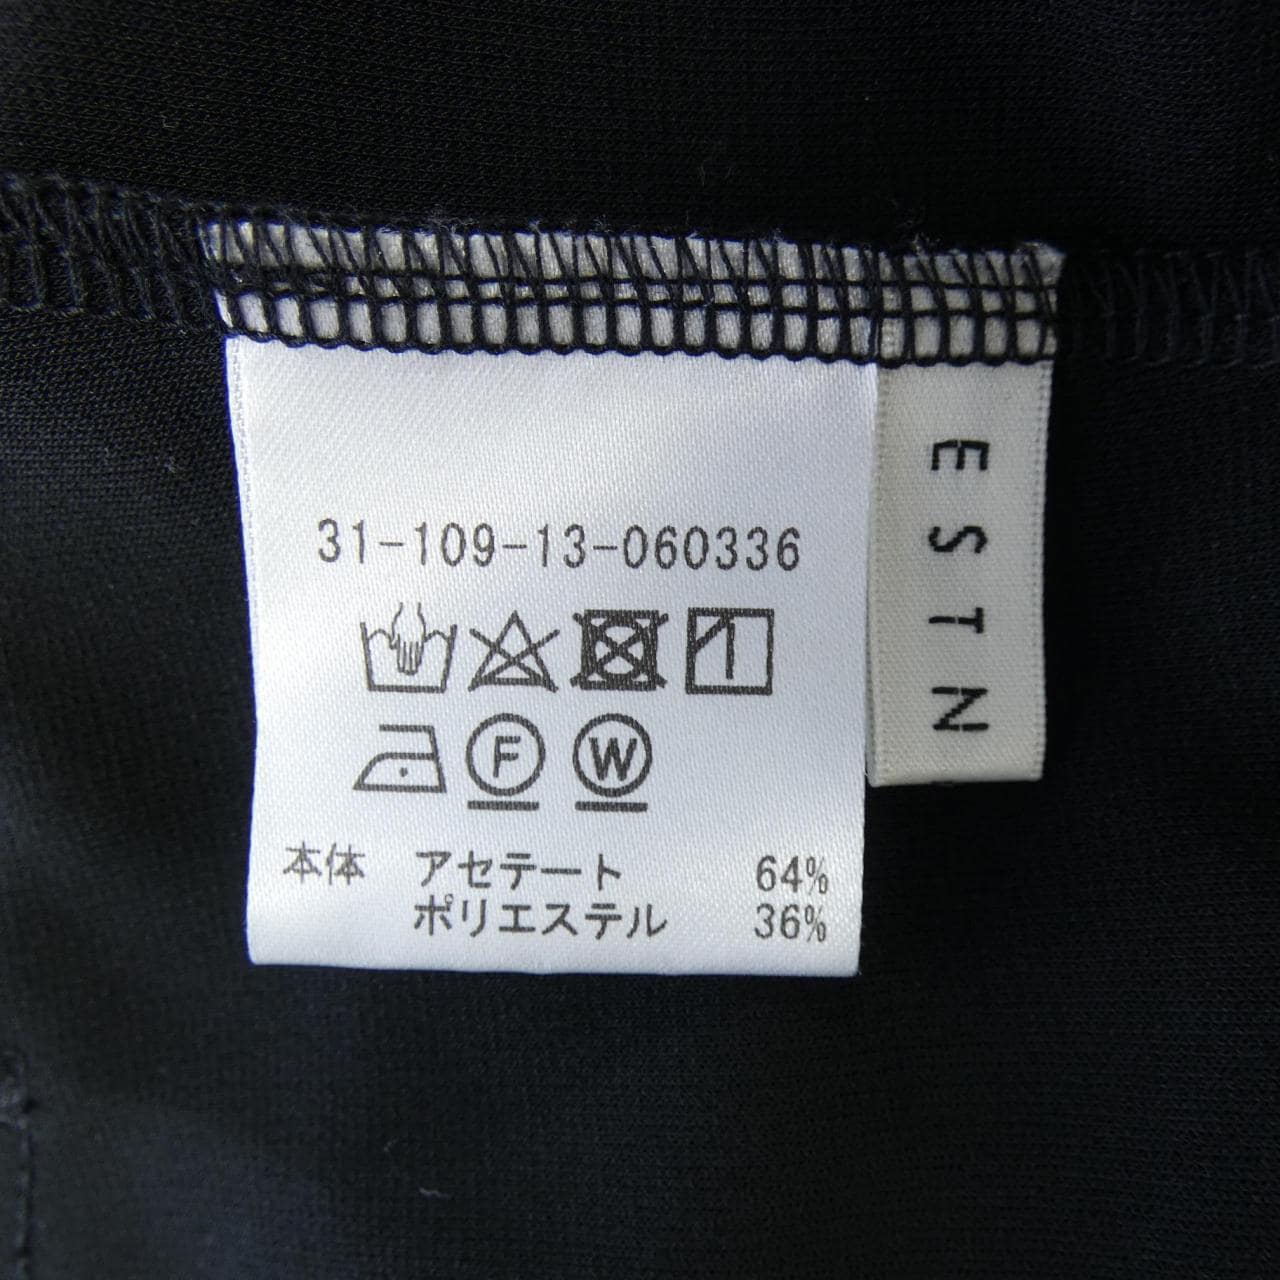 31-109-13-060336
F W
本体 アセテート 64%
ポリエステル 36%
ESTN